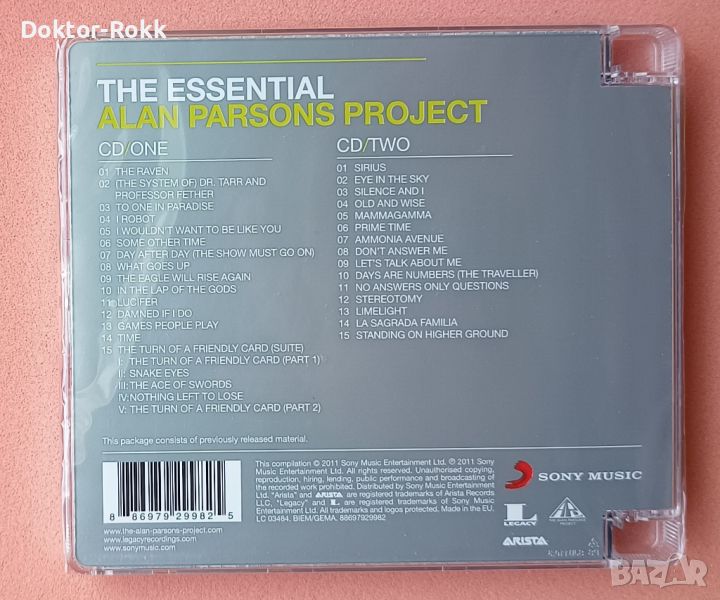 Doktor-Rokk
THE ESSENTIAL
ALAN PARSONS PROJECT
CD/ONE
01 THE RAVEN
02 (THE SYSTEM OF) DR. TARR AND
PROFESSOR FETHER
03 TO ONE IN PARADISE
04 I ROBOT
05 I WOULDN'T WANT TO BE LIKE YOU
06 SOME OTHER TIME
07 DAY AFTER DAY (THE SHOW MUST GO ON)
08 WHAT GOES UP
09 THE EAGLE WILL RISE AGAIN
10 IN THE LAP OF THE GODS
11 LUCIFER
12 DAMNED IF I DO
13 GAMES PEOPLE PLAY
14 TIME
15 THE TURN OF A FRIENDLY CARD (SUITE)
I: THE TURN OF A FRIENDLY CARD (PART 1)
II: SNAKE EYES
III: THE ACE OF SWORDS
IV: NOTHING LEFT TO LOSE
V: THE TURN OF A FRIENDLY CARD (PART 2)
CD/TWO
01 SIRIUS
02 EYE IN THE SKY
03 SILENCE AND I
04 OLD AND WISE
05 MAMMAGAMMA
06 PRIME TIME
07 AMMONIA AVENUE
08 DON'T ANSWER ME
09 LET'S TALK ABOUT ME
10 DAYS ARE NUMBERS (THE TRAVELLER)
11 NO ANSWERS ONLY QUESTIONS
12 STEREOTOMY
13 LIMELIGHT
14 LA SAGRADA FAMILIA
15 STANDING ON HIGHER GROUND
This package consists of previously released material.
8 86979 29982 5
www.the-alan-parsons-project.com
www.legacyrecordings.com
www.sonymusic.com
This compilation © 2011 Sony Music Entertainment Ltd. ℗ 2011 Sony
Music Entertainment Ltd. All rights reserved. Unauthorised copying,
reproduction, hiring, lending, public performance and broadcasting of
the recorded work prohibited. Distributed by Sony Music Entertainment
Ltd. "Arista" and ARISTA are registered trademarks of Arista Records
LLC. "Legacy" and L are registered trademarks of Sony Music
Entertainment Ltd. All trademarks and logos protected. Made in the EU.
LC 03484. BIEM/GEMA. 88697929982
SONY MUSIC
LEGACY
THE ALAN PARSONS
PROJECT
ARISTA
BAZAR